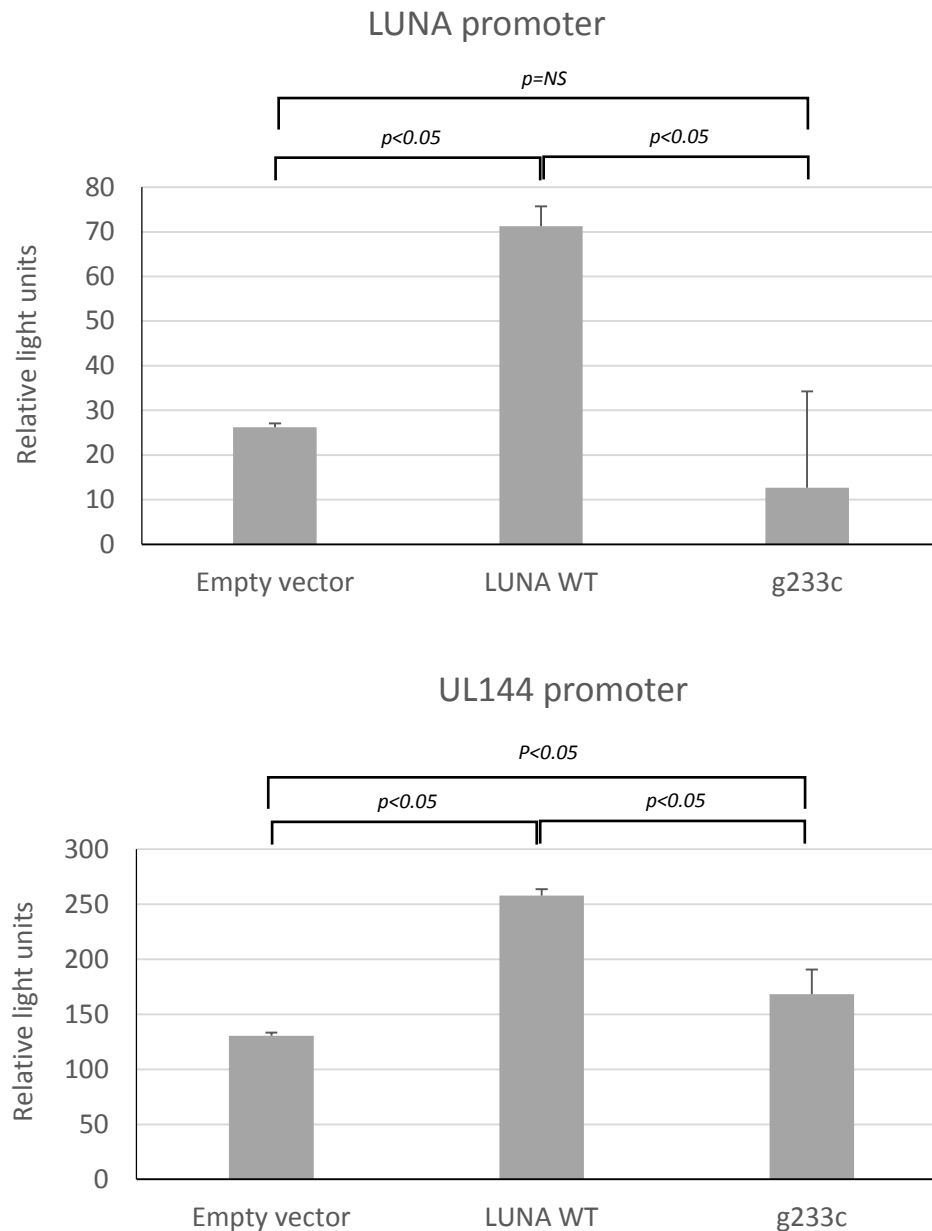 LUNA promoter
p=NS
p<0.05 p<0.05
Relative light units
80
70
60
50
40
30
20
10
0
Empty vector LUNA WT g233c
UL144 promoter
P<0.05
p<0.05 p<0.05
Relative light units
300
250
200
150
100
50
0
Empty vector LUNA WT g233c